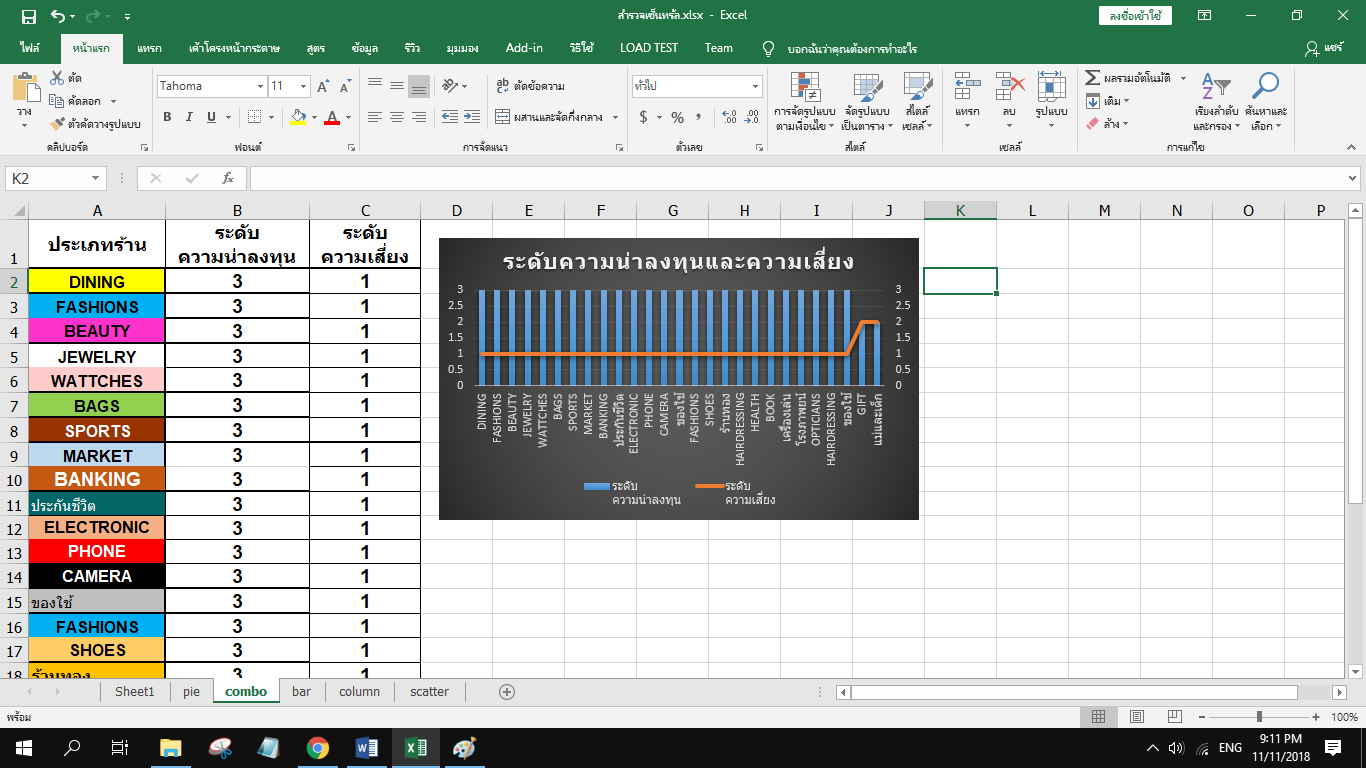 สำรวจเซ็นทรัล.xlsx - Excel
ลงชื่อเข้าใช้
ไฟล์ หน้าแรก แทรก เค้าโครงหน้ากระดาษ สูตร ข้อมูล รีวิว มุมมอง Add-in วิธีใช้ LOAD TEST Team บอกฉันว่าคุณต้องการทำอะไร แชร์
วาง
ตัด
คัดลอก
ตัวคัดวางรูปแบบ
คลิปบอร์ด
Tahoma 11
B I U A
ฟอนต์
ตัดข้อความ
ผสานและจัดกึ่งกลาง
การจัดแนว
ทั่วไป
$ % , .00 .0
ตัวเลข
การจัดรูปแบบ
ตามเงื่อนไข
จัดรูปแบบ
เป็นตาราง
สไตล์
เซลล์
สไตล์
แทรก ลบ รูปแบบ
เซลล์
ผลรวมอัตโนมัติ
เติม
ล้าง
เรียงลำดับ
และกรอง
ค้นหาและ
เลือก
การแก้ไข
K2 fx
A B C D E F G H I J K L M N O P
1 ประเภทร้าน ระดับ
ความน่าลงทุน ระดับ
ความเสี่ยง
2 DINING 3 1
3 FASHIONS 3 1
4 BEAUTY 3 1
5 JEWELRY 3 1
6 WATTCHES 3 1
7 BAGS 3 1
8 SPORTS 3 1
9 MARKET 3 1
10 BANKING 3 1
11 ประกันชีวิต 3 1
12 ELECTRONIC 3 1
13 PHONE 3 1
14 CAMERA 3 1
15 ของใช้ 3 1
16 FASHIONS 3 1
17 SHOES 3 1
18 ร้านทอง 3 1
ระดับความน่าลงทุนและความเสี่ยง
3 3
2.5 2.5
2 2
1.5 1.5
1 1
0.5 0.5
0 0
DINING
FASHIONS
BEAUTY
JEWELRY
WATTCHES
BAGS
SPORTS
MARKET
BANKING
ประกันชีวิต
ELECTRONIC
PHONE
CAMERA
ของใช้
FASHIONS
SHOES
ร้านทอง
HAIRDRESSING
HEALTH
BOOK
เครื่องเล่น
โรงภาพยน์
OPTICIANS
HAIRDRESSING
ของใช้
GIFT
แม่และเด็ก
ระดับ
ความน่าลงทุน
ระดับ
ความเสี่ยง
Sheet1 pie combo bar column scatter
พร้อม 100%
ENG
9:11 PM
11/11/2018